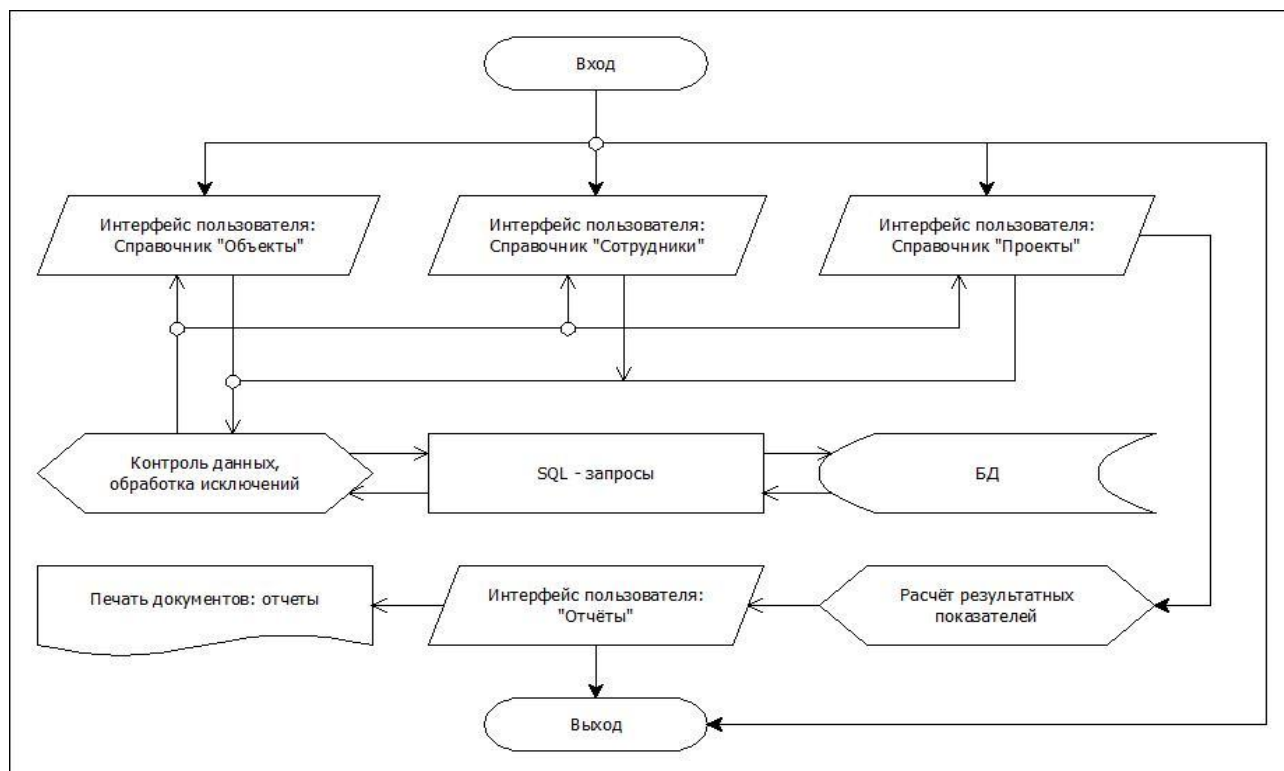 Вход
Интерфейс пользователя:
Справочник "Объекты"
Интерфейс пользователя:
Справочник "Сотрудники"
Интерфейс пользователя:
Справочник "Проекты"
Контроль данных,
обработка исключений
SQL - запросы
БД
Печать документов: отчеты
Интерфейс пользователя:
"Отчёты"
Расчёт результатных
показателей
Выход